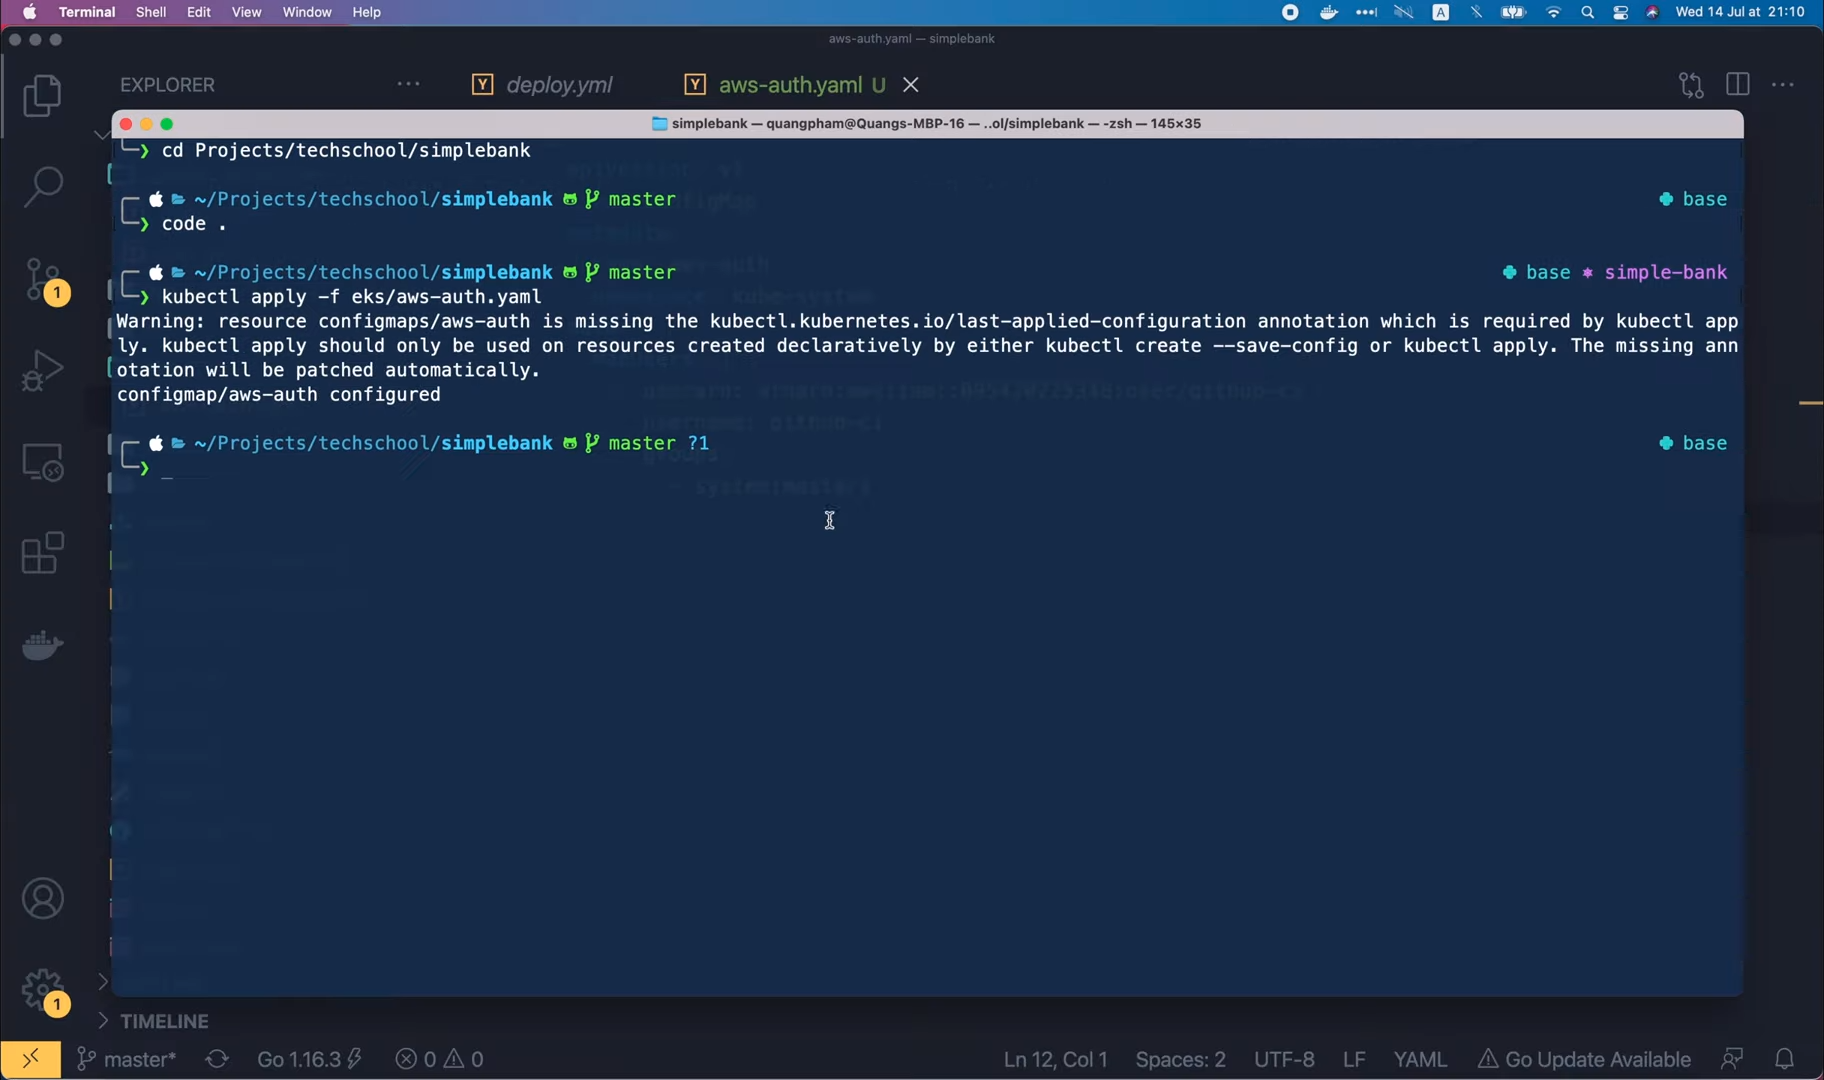 Terminal Shell Edit View Window Help
A
Wed 14 Jul at 21:10
aws-auth.yaml — simplebank
EXPLORER
Y deploy.yml
Y aws-auth.yaml U
simplebank — quangpham@Quangs-MBP-16 — ..ol/simplebank — -zsh — 145×35
cd Projects/techschool/simplebank
~/Projects/techschool/simplebank master base
code .
~/Projects/techschool/simplebank master base simple-bank
kubectl apply -f eks/aws-auth.yaml
Warning: resource configmaps/aws-auth is missing the kubectl.kubernetes.io/last-applied-configuration annotation which is required by kubectl app
ly. kubectl apply should only be used on resources created declaratively by either kubectl create --save-config or kubectl apply. The missing ann
otation will be patched automatically.
configmap/aws-auth configured
~/Projects/techschool/simplebank master ?1 base
1
1
TIMELINE
master* Go 1.16.3 0 0 Ln 12, Col 1 Spaces: 2 UTF-8 LF YAML Go Update Available